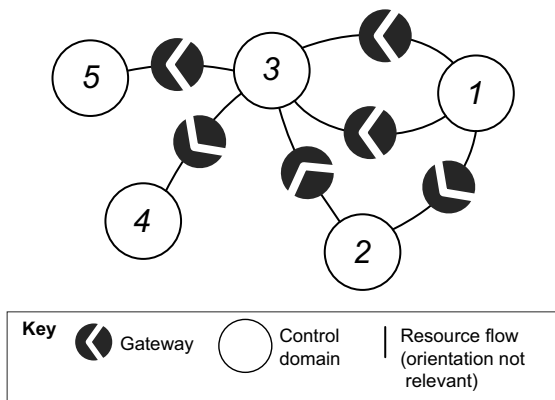 5
3
1
4
2
Key
Gateway
Control
domain
Resource flow
(orientation not
relevant)